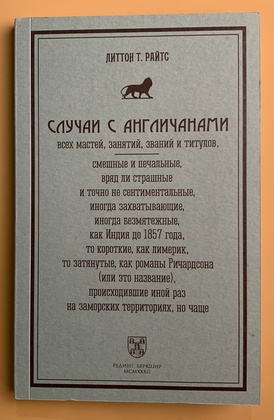 ЛИТТОН Т. РАЙТС
СЛУЧАИ С АНГЛИЧАНАМИ
всех мастей, занятий, званий и титулов,
смешные и печальные,
вряд ли страшные
и точно не сентиментальные,
иногда захватывающие,
иногда безмятежные,
как Индия до 1857 года,
то короткие, как лимерик,
то затянутые, как романы Ричардсона
(или это название),
происходившие иной раз
на заморских территориях, но чаще
РЕДИНГ, БЕРКШИР
MCMXXXII